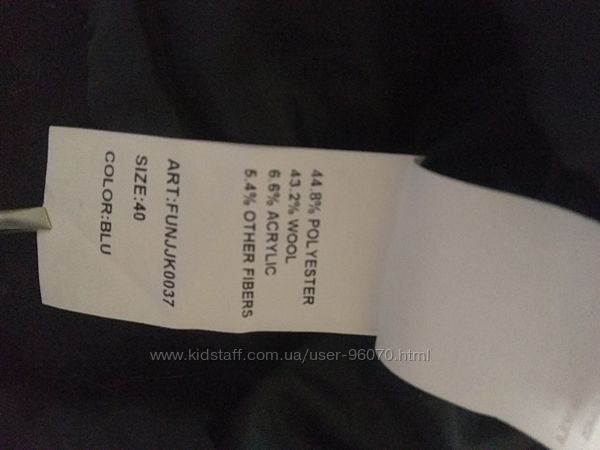 44.8% POLYESTER
43.2% WOOL
6.6% ACRYLIC
5.4% OTHER FIBERS
ART:FUNJJK0037
SIZE:40
COLOR:BLU
www.kidstaff.com.ua/user-96070.html